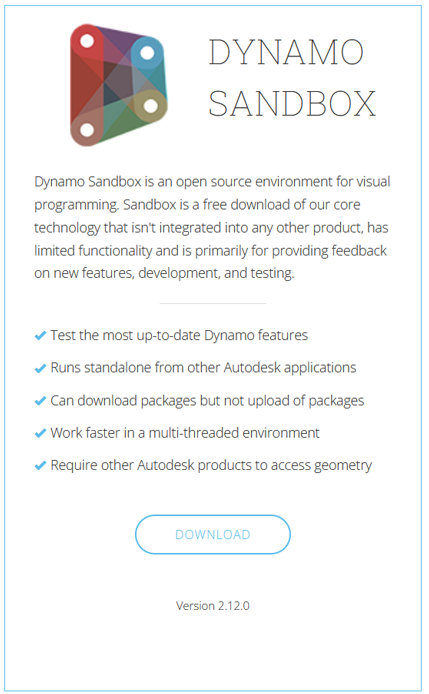 DYNAMO
SANDBOX
Dynamo Sandbox is an open source environment for visual
programming. Sandbox is a free download of our core
technology that isn't integrated into any other product, has
limited functionality and is primarily for providing feedback
on new features, development, and testing.
Test the most up-to-date Dynamo features
Runs standalone from other Autodesk applications
Can download packages but not upload of packages
Work faster in a multi-threaded environment
Require other Autodesk products to access geometry
DOWNLOAD
Version 2.12.0